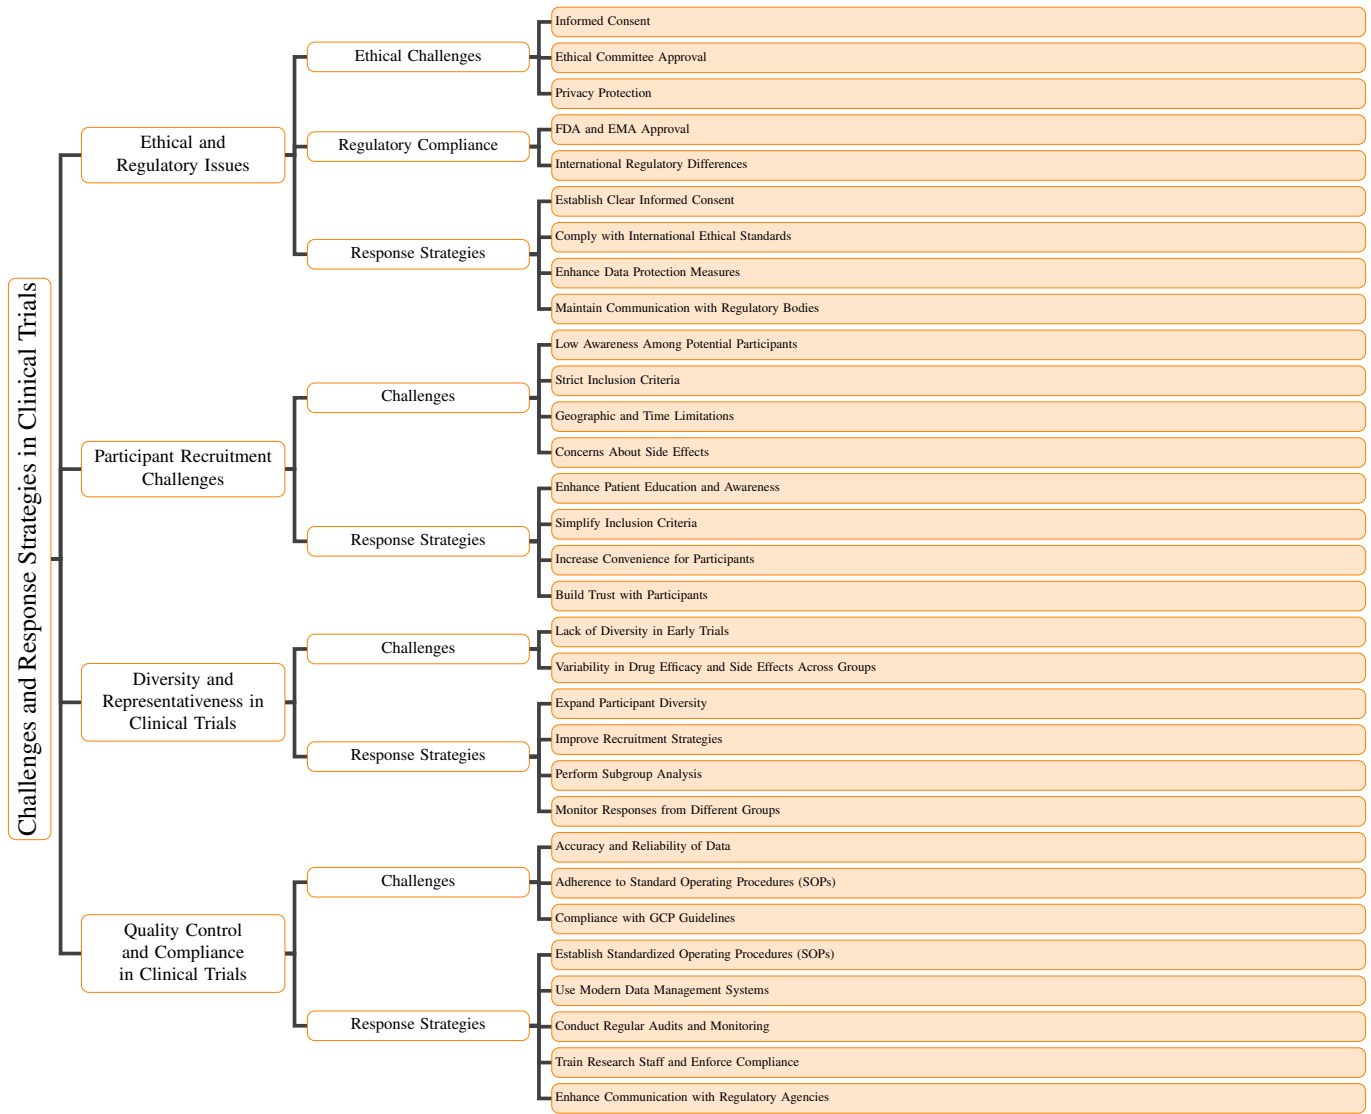 Challenges and Response Strategies in Clinical Trials
Ethical and
Regulatory Issues
Ethical Challenges
Informed Consent
Ethical Committee Approval
Privacy Protection
Regulatory Compliance
FDA and EMA Approval
International Regulatory Differences
Response Strategies
Establish Clear Informed Consent
Comply with International Ethical Standards
Enhance Data Protection Measures
Maintain Communication with Regulatory Bodies
Participant Recruitment
Challenges
Challenges
Low Awareness Among Potential Participants
Strict Inclusion Criteria
Geographic and Time Limitations
Concerns About Side Effects
Response Strategies
Enhance Patient Education and Awareness
Simplify Inclusion Criteria
Increase Convenience for Participants
Build Trust with Participants
Diversity and
Representativeness in
Clinical Trials
Challenges
Lack of Diversity in Early Trials
Variability in Drug Efficacy and Side Effects Across Groups
Response Strategies
Expand Participant Diversity
Improve Recruitment Strategies
Perform Subgroup Analysis
Monitor Responses from Different Groups
Quality Control
and Compliance
in Clinical Trials
Challenges
Accuracy and Reliability of Data
Adherence to Standard Operating Procedures (SOPs)
Compliance with GCP Guidelines
Response Strategies
Establish Standardized Operating Procedures (SOPs)
Use Modern Data Management Systems
Conduct Regular Audits and Monitoring
Train Research Staff and Enforce Compliance
Enhance Communication with Regulatory Agencies